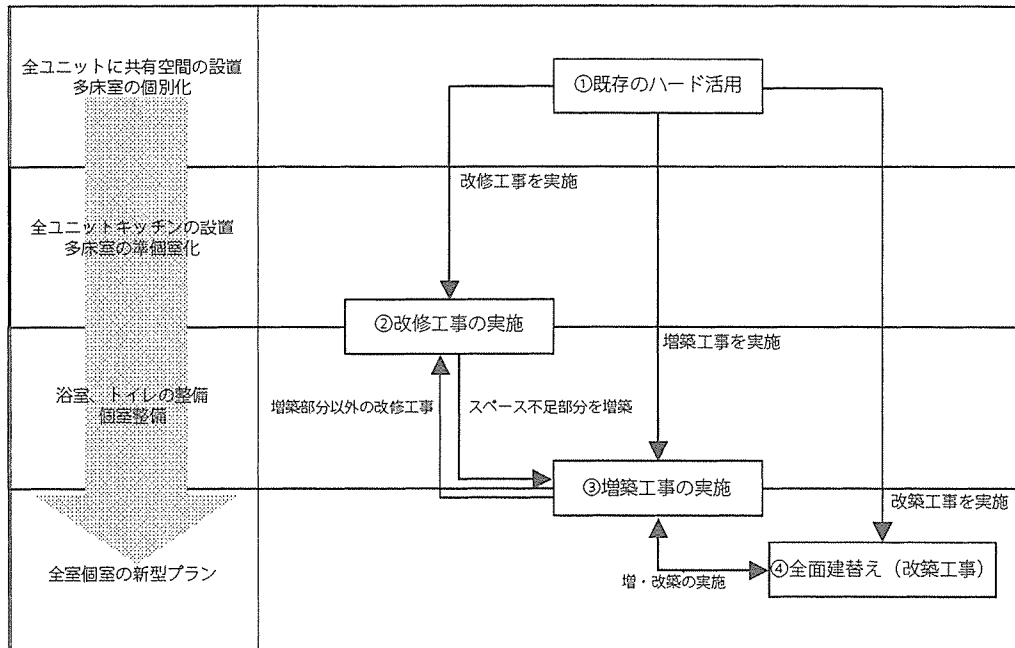 全ユニットに共有空間の設置
多床室の個別化
①既存のハード活用
改修工事を実施
全ユニットキッチンの設置
多床室の準個室化
②改修工事の実施
増築工事を実施
浴室、トイレの整備
個室整備
増築部分以外の改修工事
スペース不足部分を増築
③増築工事の実施
改築工事を実施
全室個室の新型プラン
増・改築の実施
④全面建替え（改築工事）